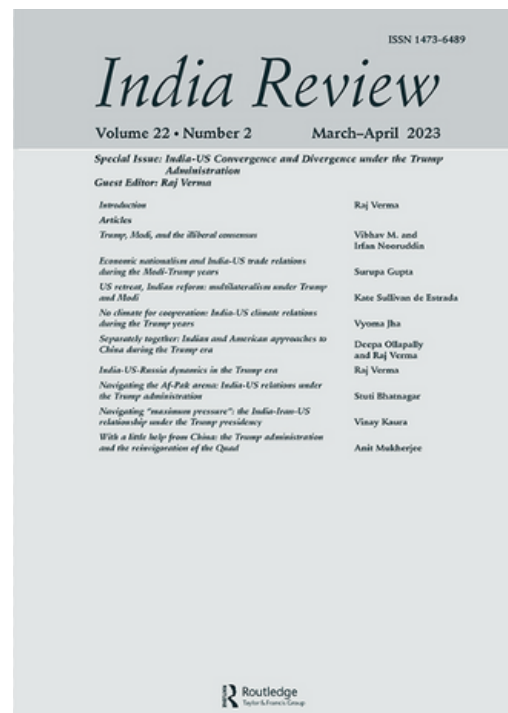 ISSN 1473-6489
India Review
Volume 22 • Number 2 March–April 2023
Special Issue: India-US Convergence and Divergence under the Trump
Administration
Guest Editor: Raj Verma
Introduction Raj Verma
Articles
Trump, Modi, and the illiberal consensus Vibhav M. and
Irfan Nooruddin
Economic nationalism and India-US trade relations
during the Modi-Trump years Surupa Gupta
US retreat, Indian reform: multilateralism under Trump
and Modi Kate Sullivan de Estrada
No climate for cooperation: India-US climate relations
during the Trump years Vyoma Jha
Separately together: Indian and American approaches to
China during the Trump era Deepa Ollapally
and Raj Verma
India-US-Russia dynamics in the Trump era Raj Verma
Navigating the Af-Pak arena: India-US relations under
the Trump administration Stuti Bhatnagar
Navigating “maximum pressure”: the India-Iran-US
relationship under the Trump presidency Vinay Kaura
With a little help from China: the Trump administration
and the reinvigoration of the Quad Anit Mukherjee
Routledge
Taylor & Francis Group